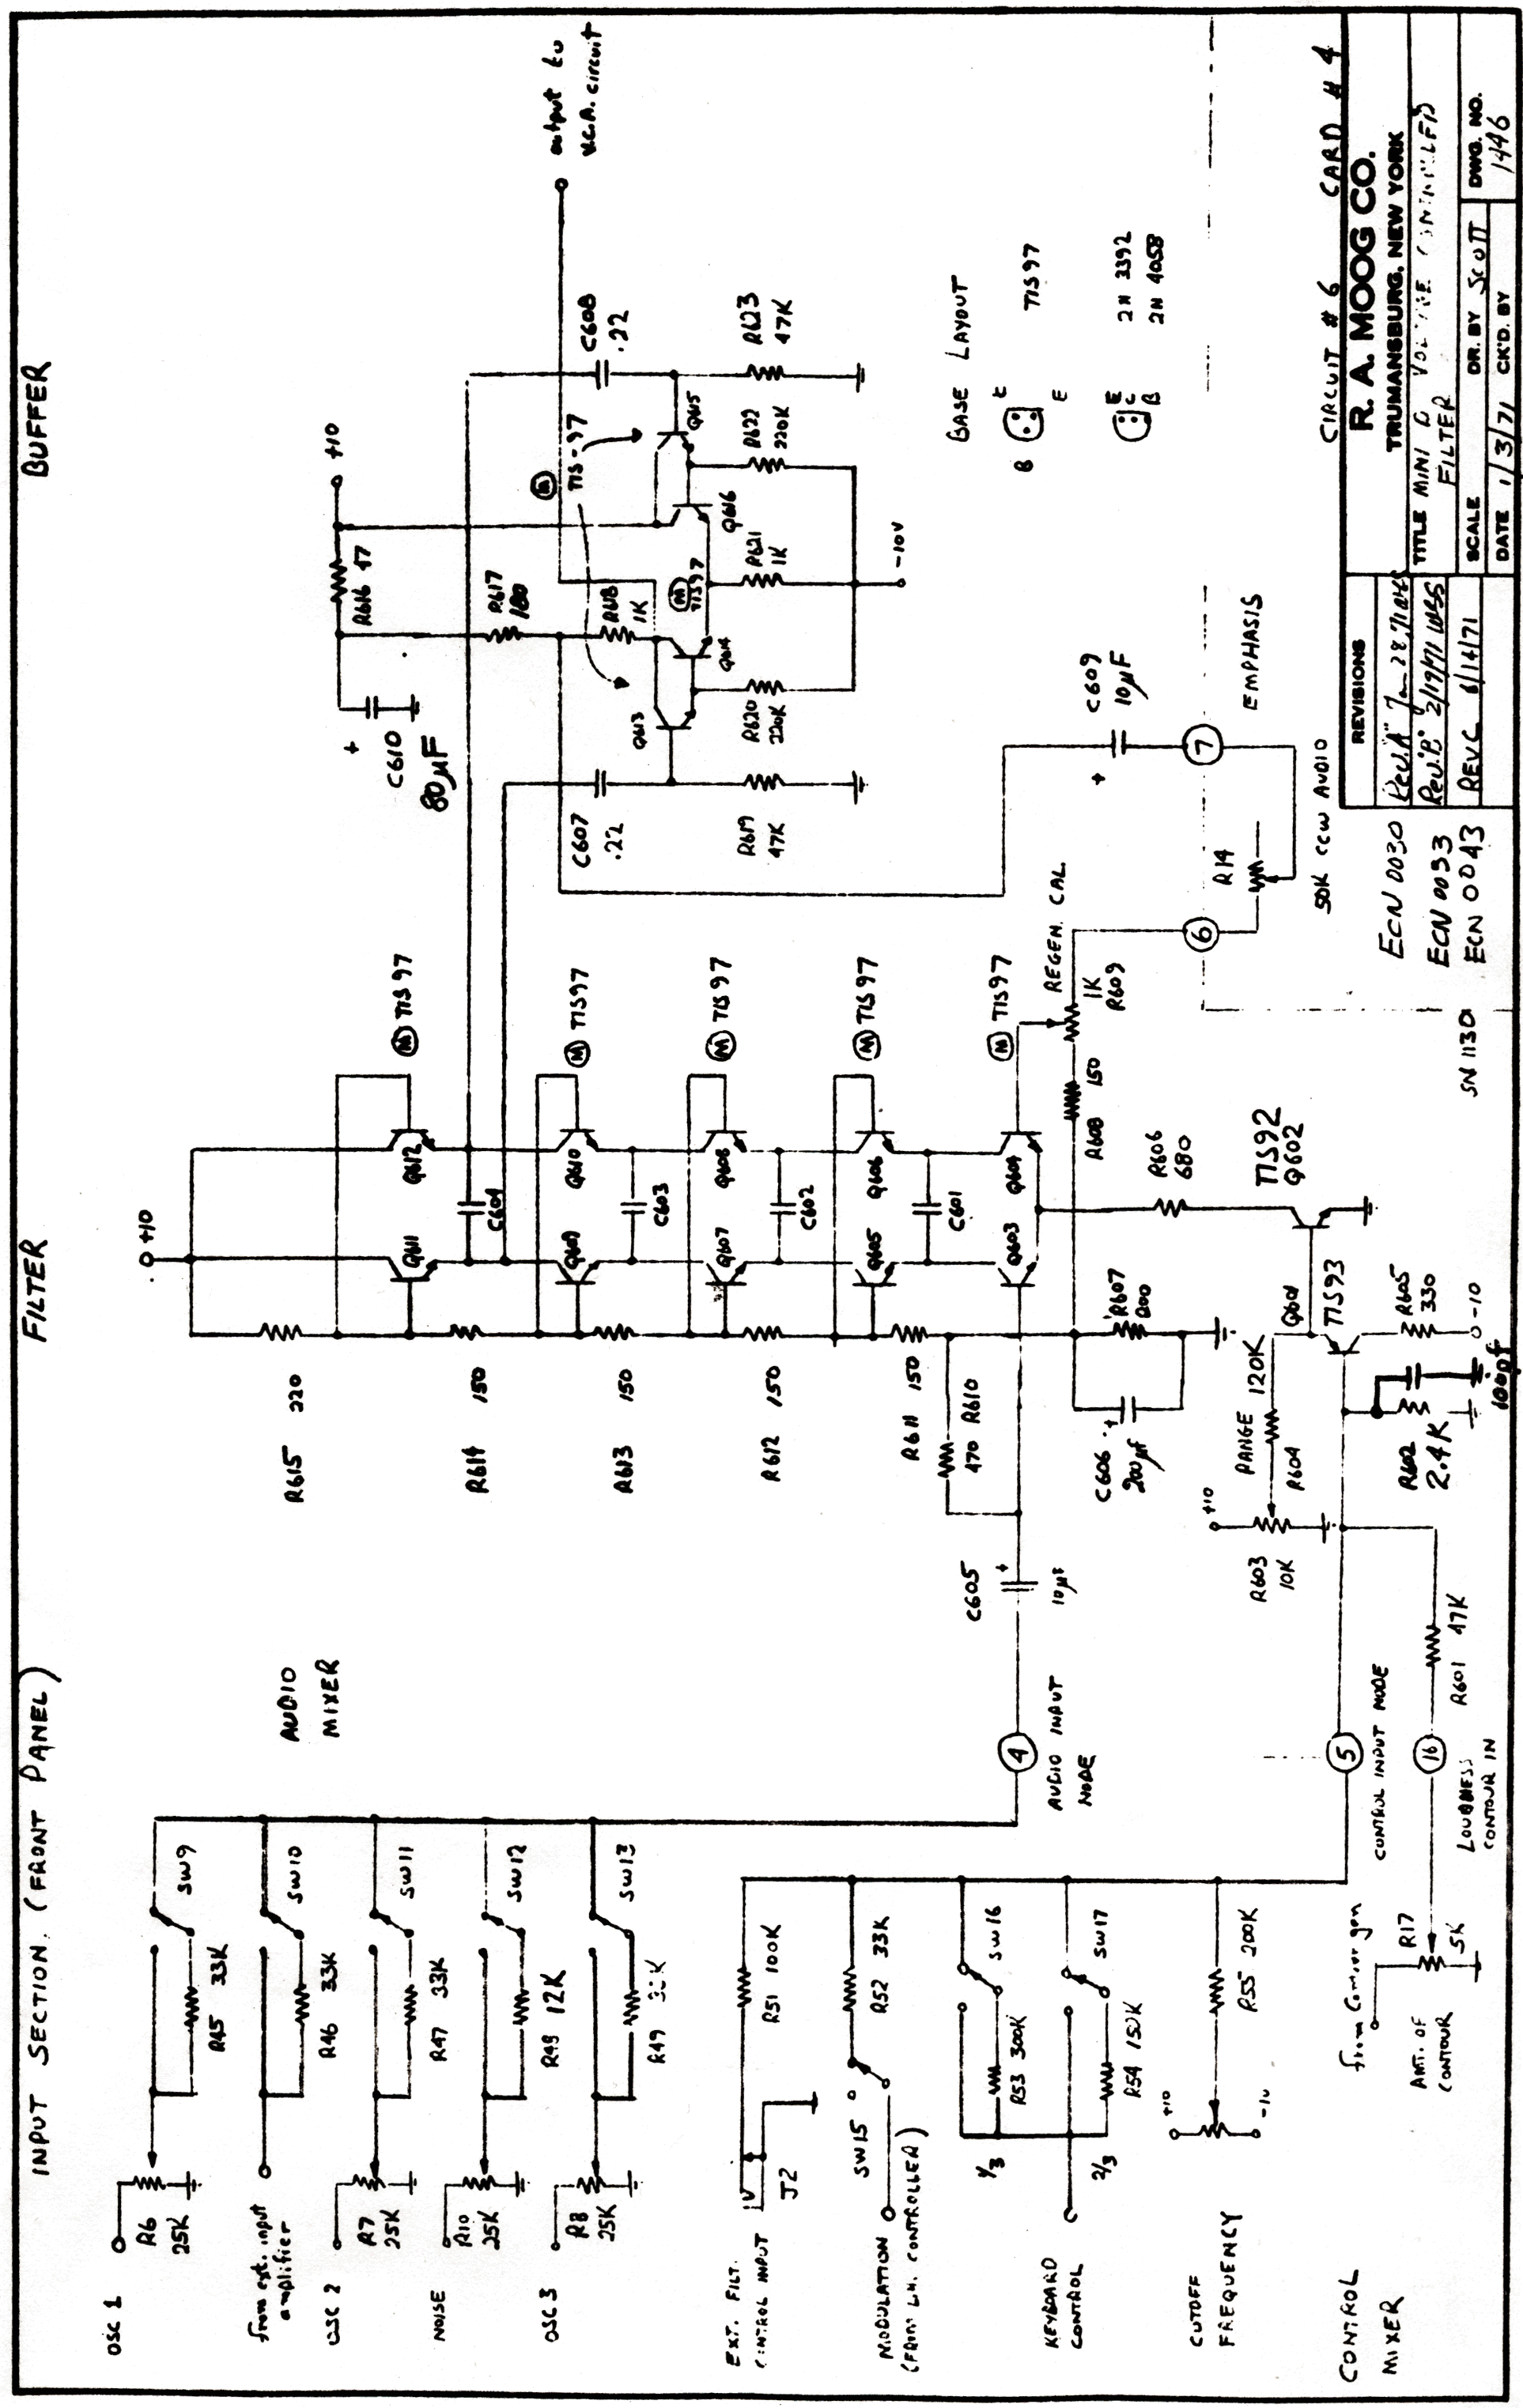 INPUT SECTION. (FRONT PANEL)
FILTER
BUFFER
OSC 1
R6
25K
R45 33K
SW9
from ext. input
amplifier
R46 33K
SW10
OSC 2
R7
25K
R47 33K
SW11
NOISE
R10
25K
R48 12K
SW12
OSC 3
R8
25K
R49
SW13
AUDIO
MIXER
EXT. FILT.
CONTROL INPUT
J2
R51 100K
MODULATION
(FROM L.H. CONTROLLER)
SW15
R52 33K
KEYBOARD
CONTROL
1/3
2/3
R53 300K
SW16
R54 150K
SW17
CUTOFF
FREQUENCY
+10
-10
R55 200K
CONTROL
MIXER
from Contour gen
AMT. OF
CONTOUR
R17
5K
4
AUDIO INPUT
NODE
5
CONTROL INPUT NODE
16
LOUDNESS
CONTOUR IN
R601 47K
C605
+
10µF
+10
R603
10K
RANGE
R604 120K
R602
2.4K
100pf
Q601
TIS93
R605
330
-10
TIS92
Q602
R606
680
C606 +
200µf
R607
200
470 R610
R611 150
R612 150
R613 150
R614 150
R615 220
+10
Q611
Q612
C604
M TIS97
Q609
Q610
C603
M TIS97
Q607
Q608
C602
M TIS97
Q605
Q606
C601
M TIS97
Q603
Q604
M TIS97
R608 150
REGEN. CAL.
1K
R609
6
7
R14
50K CCW AUDIO
EMPHASIS
C609
10µF
+
+10
R616 47
+
C610
80µF
R617
180
R618
1K
C607
.22
C608
.22
M
TIS-97
Q613
Q614
M
TIS97
Q616
Q615
R619
47K
R620
220K
R621
1K
R622
220K
R623
47K
-10V
output to
V.C.A. circuit
BASE LAYOUT
B
C
E
TIS97
E
C
B
2N 3392
2N 4058
CIRCUIT # 6 CARD # 4
R. A. MOOG CO.
TRUMANSBURG, NEW YORK
TITLE MINI D VOLTAGE CONTROLLED
FILTER
SCALE
DR. BY SCOTT
DWG. NO.
1446
DATE 1/3/71
CK'D. BY
REVISIONS
ECN 0030
Rev. "A" Jan 28, 71
ECN 0033
Rev. "B" 2/19/71 WSS
SN 1130
ECN 0043
REV C 6/14/71